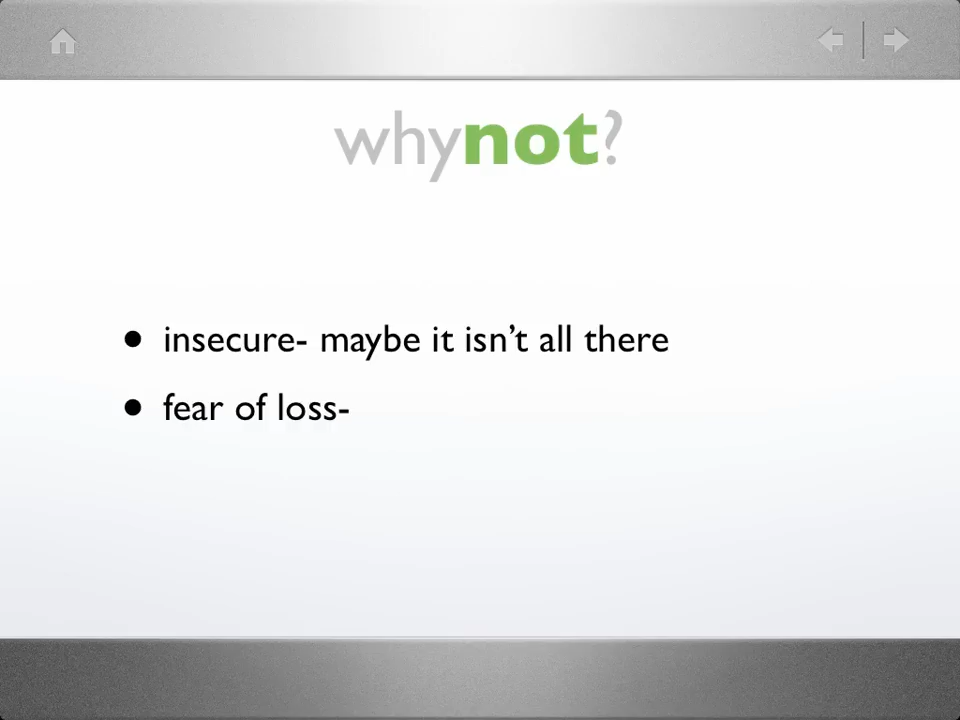 whynot?
• insecure- maybe it isn’t all there
• fear of loss-